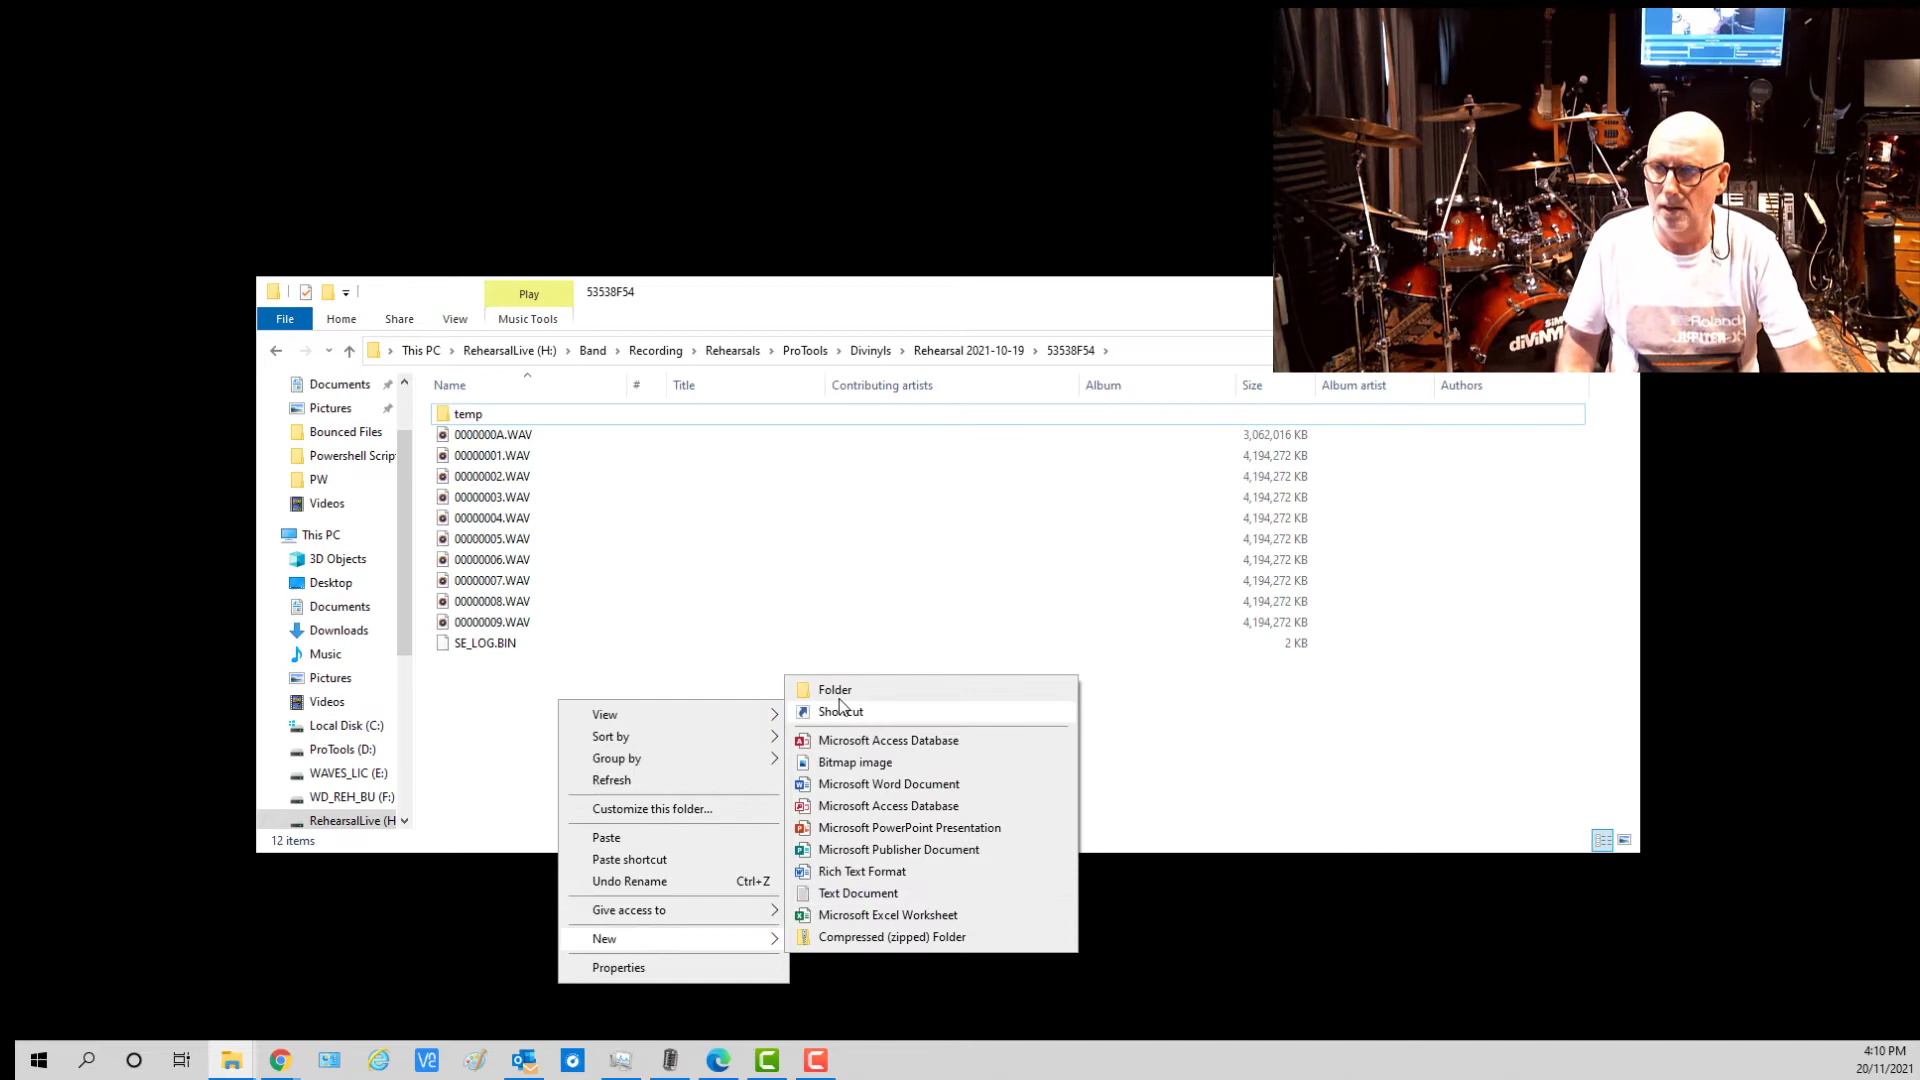 Play
53538F54
File
Home
Share
View
Music Tools
This PC
RehearsalLive (H:)
Band
Recording
Rehearsals
ProTools
Divinyls
Rehearsal 2021-10-19
53538F54
Documents
Pictures
Bounced Files
Powershell Scrip
PW
Videos
This PC
3D Objects
Desktop
Documents
Downloads
Music
Pictures
Videos
Local Disk (C:)
ProTools (D:)
WAVES_LIC (E:)
WD_REH_BU (F:)
RehearsalLive (H
Name
#
Title
Contributing artists
Album
Size
Album artist
Authors
temp
0000000A.WAV 3,062,016 KB
00000001.WAV 4,194,272 KB
00000002.WAV 4,194,272 KB
00000003.WAV 4,194,272 KB
00000004.WAV 4,194,272 KB
00000005.WAV 4,194,272 KB
00000006.WAV 4,194,272 KB
00000007.WAV 4,194,272 KB
00000008.WAV 4,194,272 KB
00000009.WAV 4,194,272 KB
SE_LOG.BIN 2 KB
12 items
View
Sort by
Group by
Refresh
Customize this folder...
Paste
Paste shortcut
Undo Rename Ctrl+Z
Give access to
New
Properties
Folder
Shortcut
Microsoft Access Database
Bitmap image
Microsoft Word Document
Microsoft Access Database
Microsoft PowerPoint Presentation
Microsoft Publisher Document
Rich Text Format
Text Document
Microsoft Excel Worksheet
Compressed (zipped) Folder
Roland
4:10 PM
20/11/2021